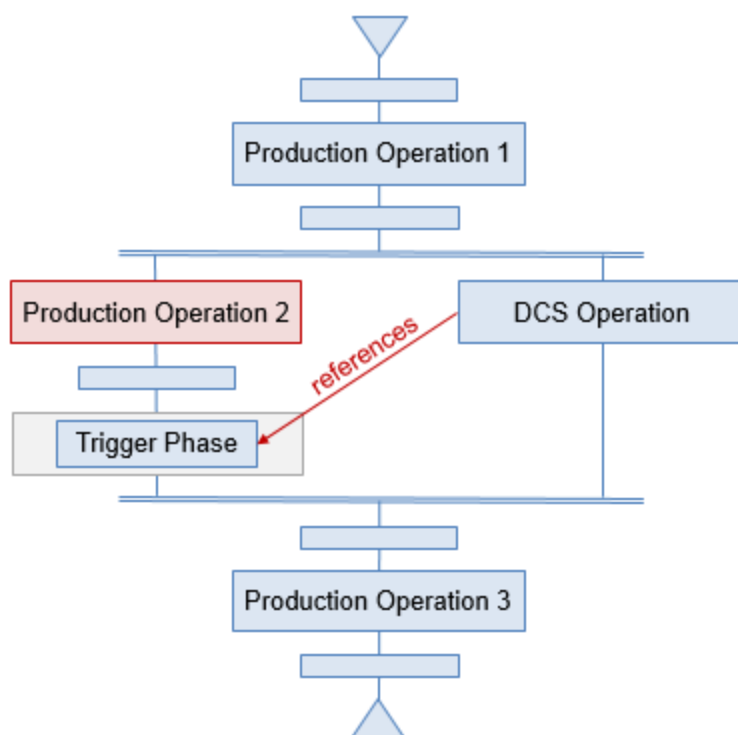 Production Operation 1
Production Operation 2
DCS Operation
references
Trigger Phase
Production Operation 3